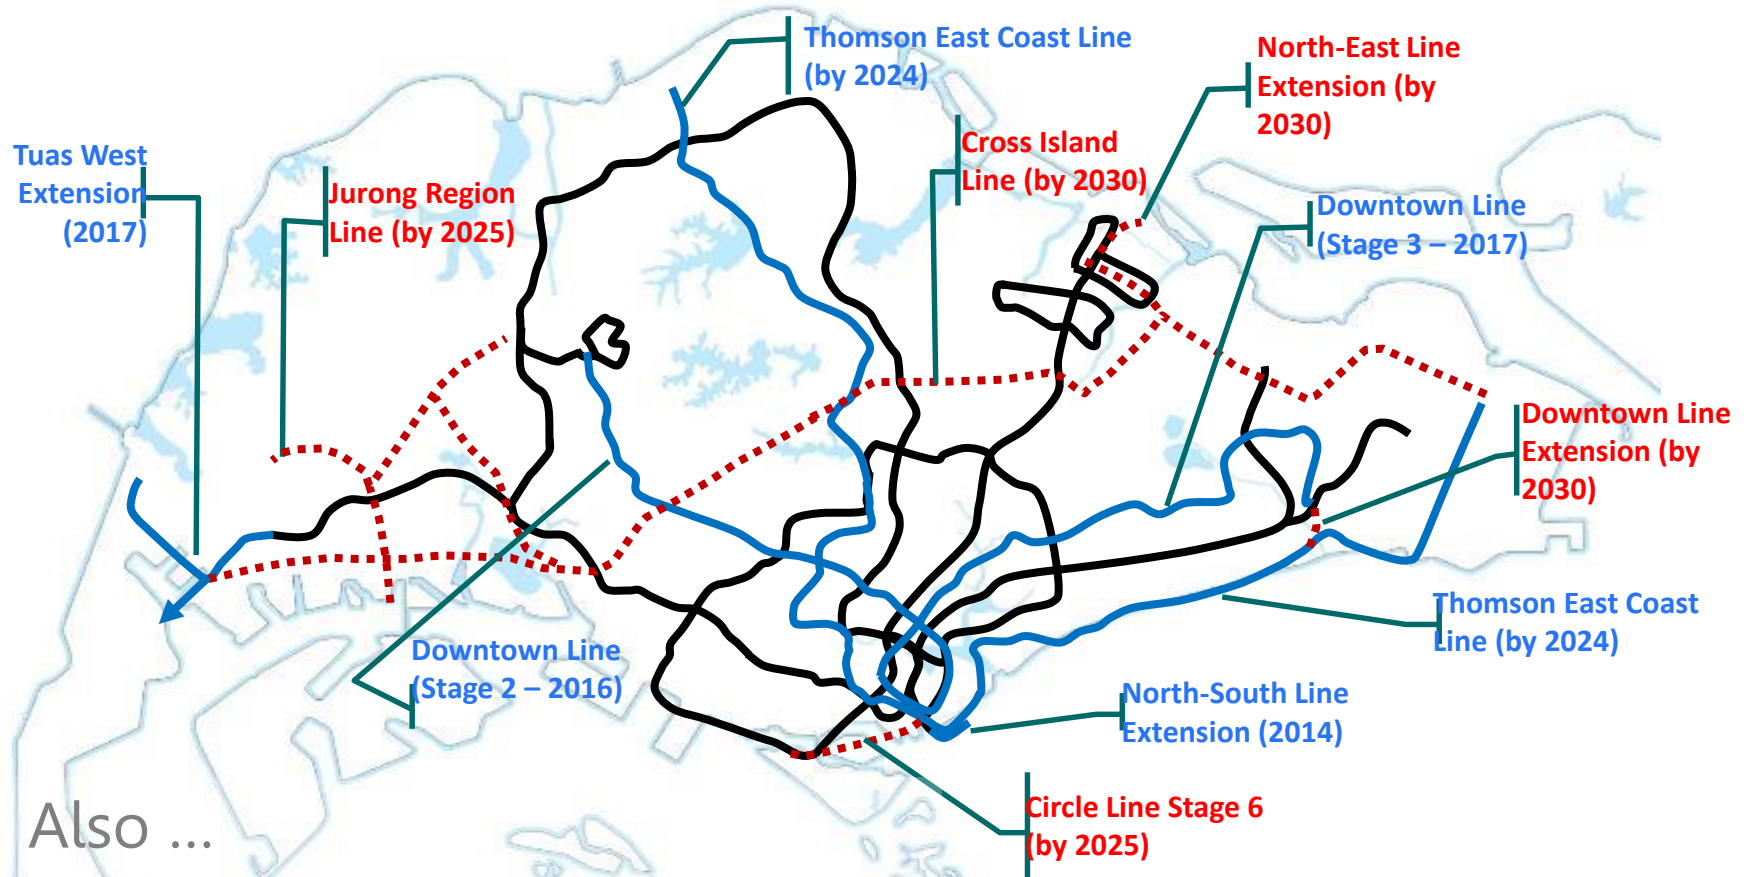 Thomson East Coast Line
(by 2024)
North-East Line
Extension (by
2030)
Cross Island
Line (by 2030)
Tuas West
Extension
(2017)
Jurong Region
Line (by 2025)
Downtown Line
(Stage 3 – 2017)
Downtown Line
Extension (by
2030)
Thomson East Coast
Line (by 2024)
Downtown Line
(Stage 2 – 2016)
North-South Line
Extension (2014)
Circle Line Stage 6
(by 2025)
Also ...